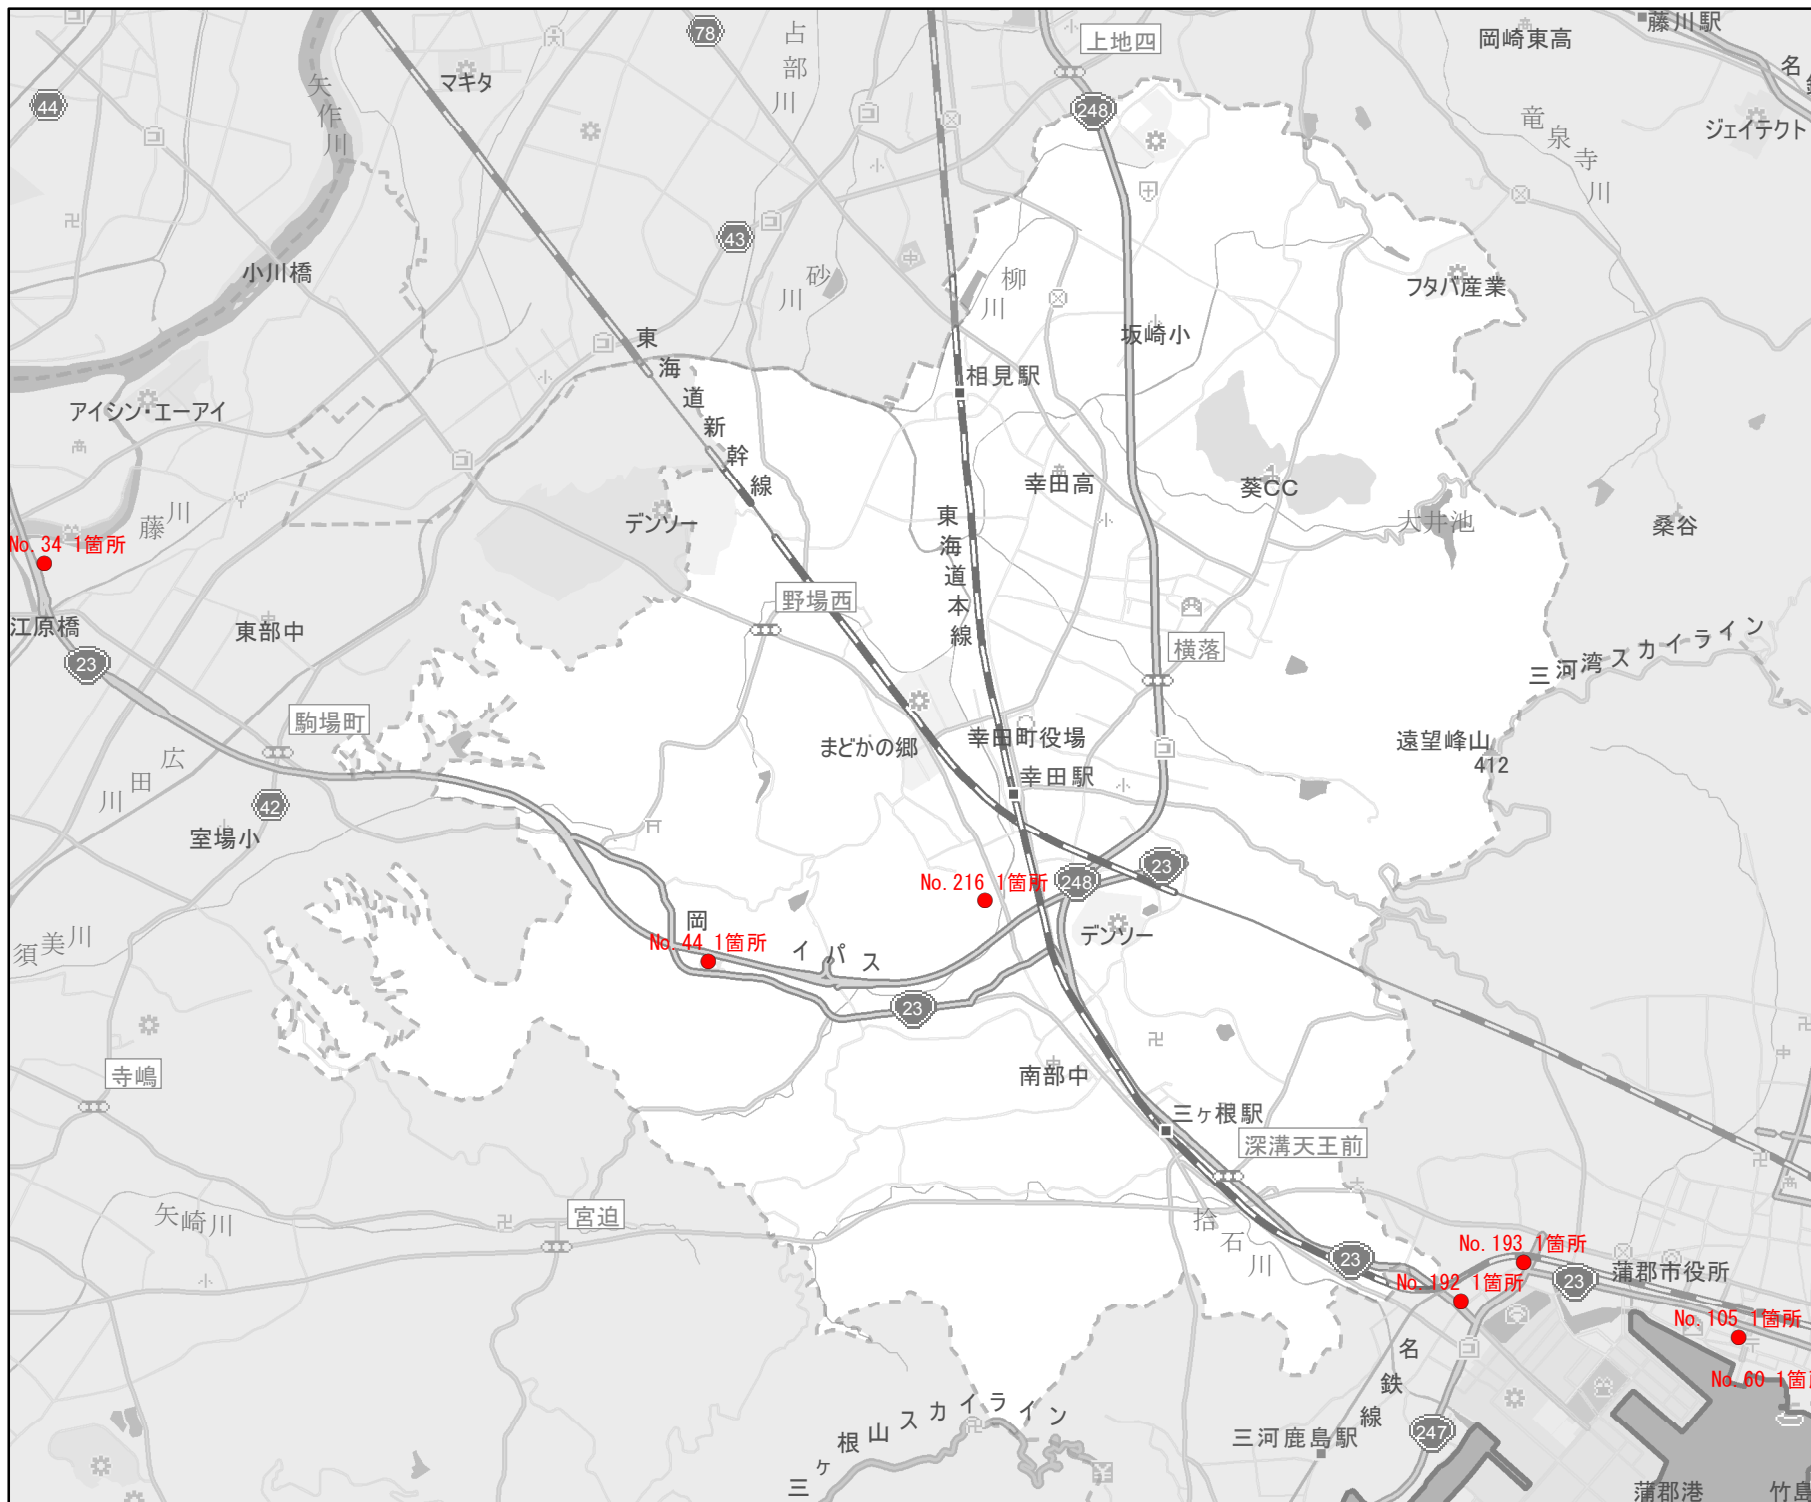 藤川駅
岡崎東高
名
鉄
78
占部川
上地四
マキタ
矢作川
44
248
竜泉寺川
ジェイテクト
43
小川橋
砂川
柳川
フタバ産業
坂崎小
東海道新幹線
相見駅
アイシン・エーアイ
幸田高
葵CC
藤川
デンソー
東海道本線
大井池
桑谷
No.34 1箇所
野場西
江原橋
東部中
横落
23
三河湾スカイライン
駒場町
まどかの郷
幸田町役場
遠望峰山
412
広田川
幸田駅
42
室場小
No.216 1箇所
248
23
須美川
岡
イパス
No.44 1箇所
デンソー
23
寺嶋
南部中
三ヶ根駅
深溝天王前
矢崎川
宮迫
拾石川
No.193 1箇所
23
No.192 1箇所
23
蒲郡市役所
No.105 1箇所
名鉄線
No.60 1箇所
三ヶ根山スカイライン
三河鹿島駅
247
蒲郡港
竹島